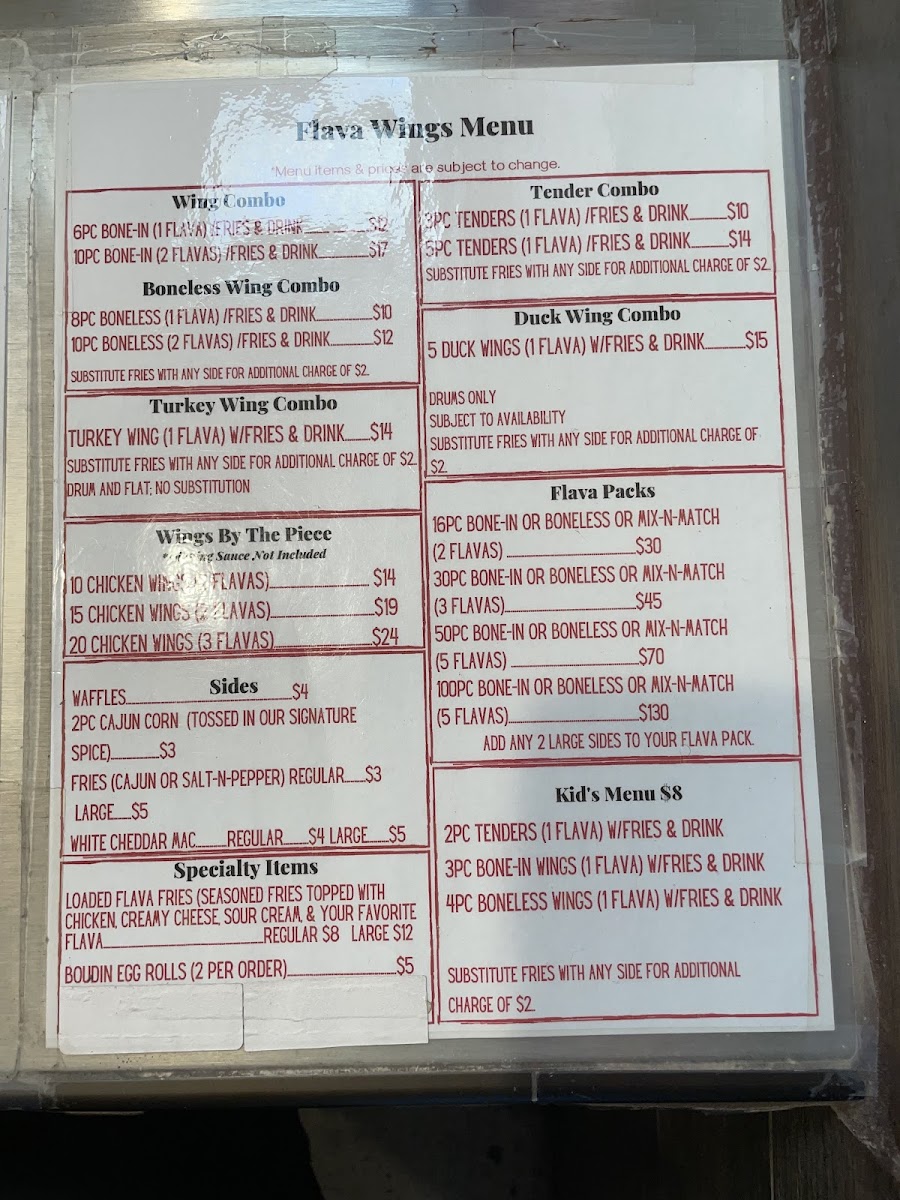 Flava Wings Menu
*Menu items & prices are subject to change.
Wing Combo
6PC BONE-IN (1 FLAVA) /FRIES & DRINK $12
10PC BONE-IN (2 FLAVAS) /FRIES & DRINK $17
Boneless Wing Combo
8PC BONELESS (1 FLAVA) /FRIES & DRINK $10
10PC BONELESS (2 FLAVAS) /FRIES & DRINK $12
SUBSTITUTE FRIES WITH ANY SIDE FOR ADDITIONAL CHARGE OF $2.
Turkey Wing Combo
TURKEY WING (1 FLAVA) W/FRIES & DRINK $14
SUBSTITUTE FRIES WITH ANY SIDE FOR ADDITIONAL CHARGE OF $2.
DRUM AND FLAT; NO SUBSTITUTION
Wings By The Piece
Sauce Not Included
10 CHICKEN WINGS FLAVAS) $14
15 CHICKEN WINGS (2 FLAVAS) $19
20 CHICKEN WINGS (3 FLAVAS) $24
Sides
WAFFLES $4
2PC CAJUN CORN (TOSSED IN OUR SIGNATURE
SPICE) $3
FRIES (CAJUN OR SALT-N-PEPPER) REGULAR $3
LARGE $5
WHITE CHEDDAR MAC REGULAR $4 LARGE $5
Specialty Items
LOADED FLAVA FRIES (SEASONED FRIES TOPPED WITH
CHICKEN, CREAMY CHEESE, SOUR CREAM, & YOUR FAVORITE
FLAVA REGULAR $8 LARGE $12
BOUDIN EGG ROLLS (2 PER ORDER) $5
Tender Combo
3PC TENDERS (1 FLAVA) /FRIES & DRINK $10
5PC TENDERS (1 FLAVA) /FRIES & DRINK $14
SUBSTITUTE FRIES WITH ANY SIDE FOR ADDITIONAL CHARGE OF $2.
Duck Wing Combo
5 DUCK WINGS (1 FLAVA) W/FRIES & DRINK $15
DRUMS ONLY
SUBJECT TO AVAILABILITY
SUBSTITUTE FRIES WITH ANY SIDE FOR ADDITIONAL CHARGE OF
$2.
Flava Packs
16PC BONE-IN OR BONELESS OR MIX-N-MATCH
(2 FLAVAS) $30
30PC BONE-IN OR BONELESS OR MIX-N-MATCH
(3 FLAVAS) $45
50PC BONE-IN OR BONELESS OR MIX-N-MATCH
(5 FLAVAS) $70
100PC BONE-IN OR BONELESS OR MIX-N-MATCH
(5 FLAVAS) $130
ADD ANY 2 LARGE SIDES TO YOUR FLAVA PACK.
Kid's Menu $8
2PC TENDERS (1 FLAVA) W/FRIES & DRINK
3PC BONE-IN WINGS (1 FLAVA) W/FRIES & DRINK
4PC BONELESS WINGS (1 FLAVA) W/FRIES & DRINK
SUBSTITUTE FRIES WITH ANY SIDE FOR ADDITIONAL
CHARGE OF $2.